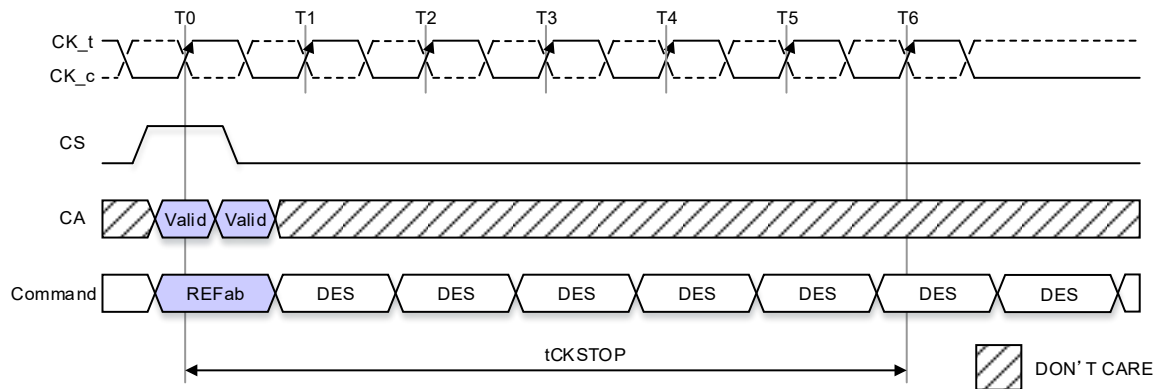 T0 T1 T2 T3 T4 T5 T6
CK_t
CK_c
CS
CA Valid Valid
Command REFab DES DES DES DES DES DES DES
tCKSTOP
DON'T CARE